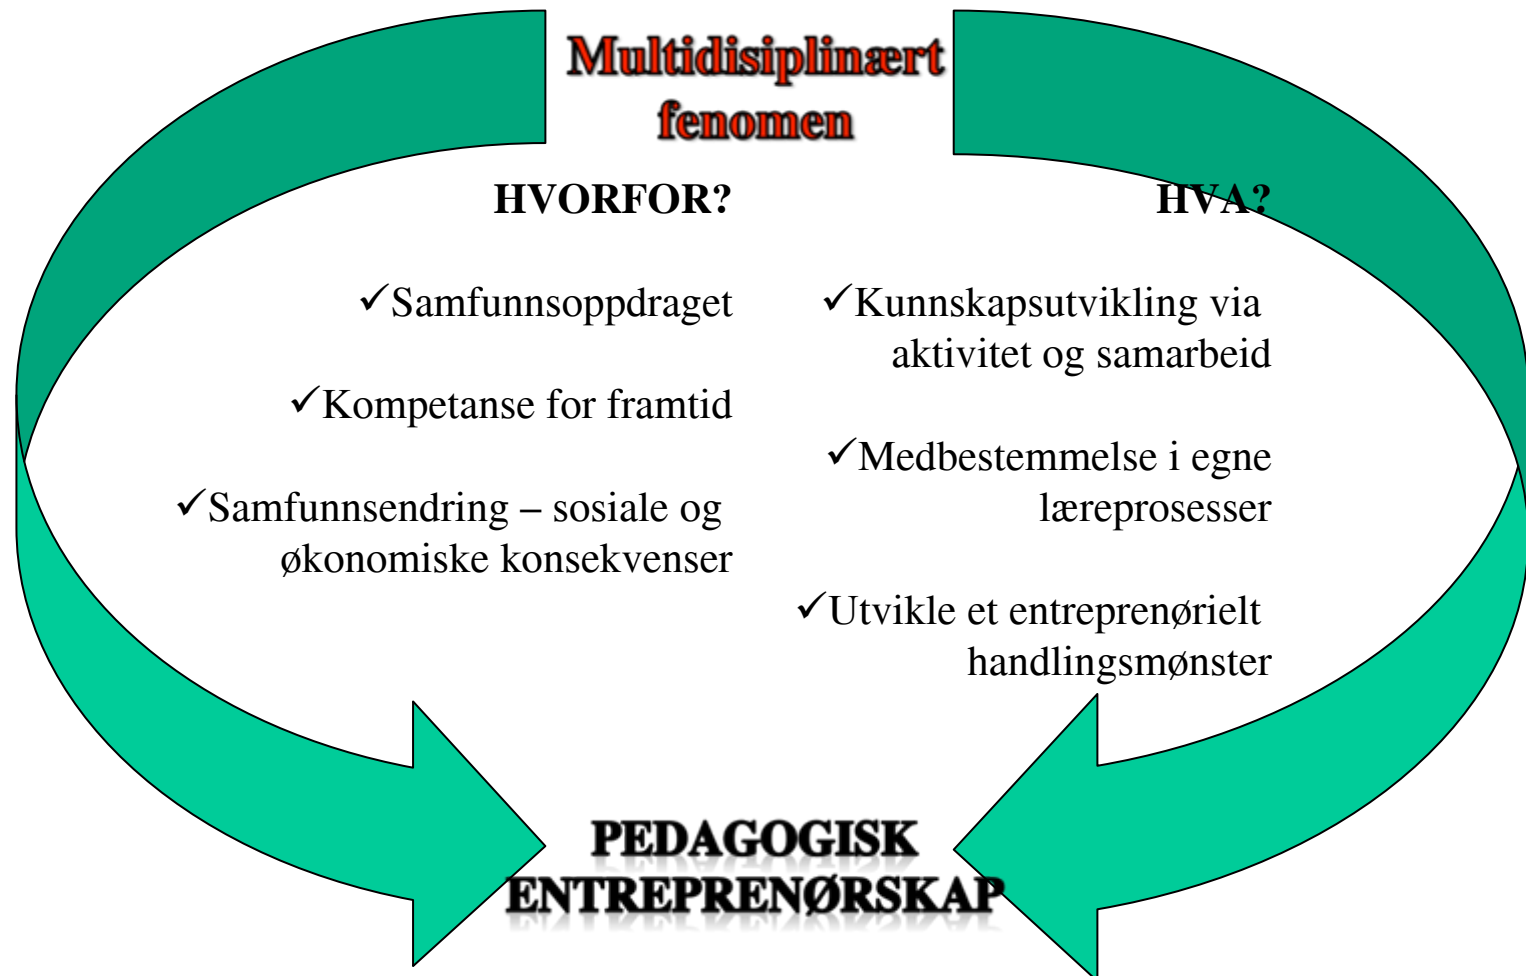 Multidisiplinært
fenomen
HVORFOR?
✓Samfunnsoppdraget
✓Kompetanse for framtid
✓Samfunnsendring – sosiale og
økonomiske konsekvenser
HVA?
✓Kunnskapsutvikling via
aktivitet og samarbeid
✓Medbestemmelse i egne
læreprosesser
✓Utvikle et entreprenørielt
handlingsmønster
PEDAGOGISK
ENTREPRENØRSKAP